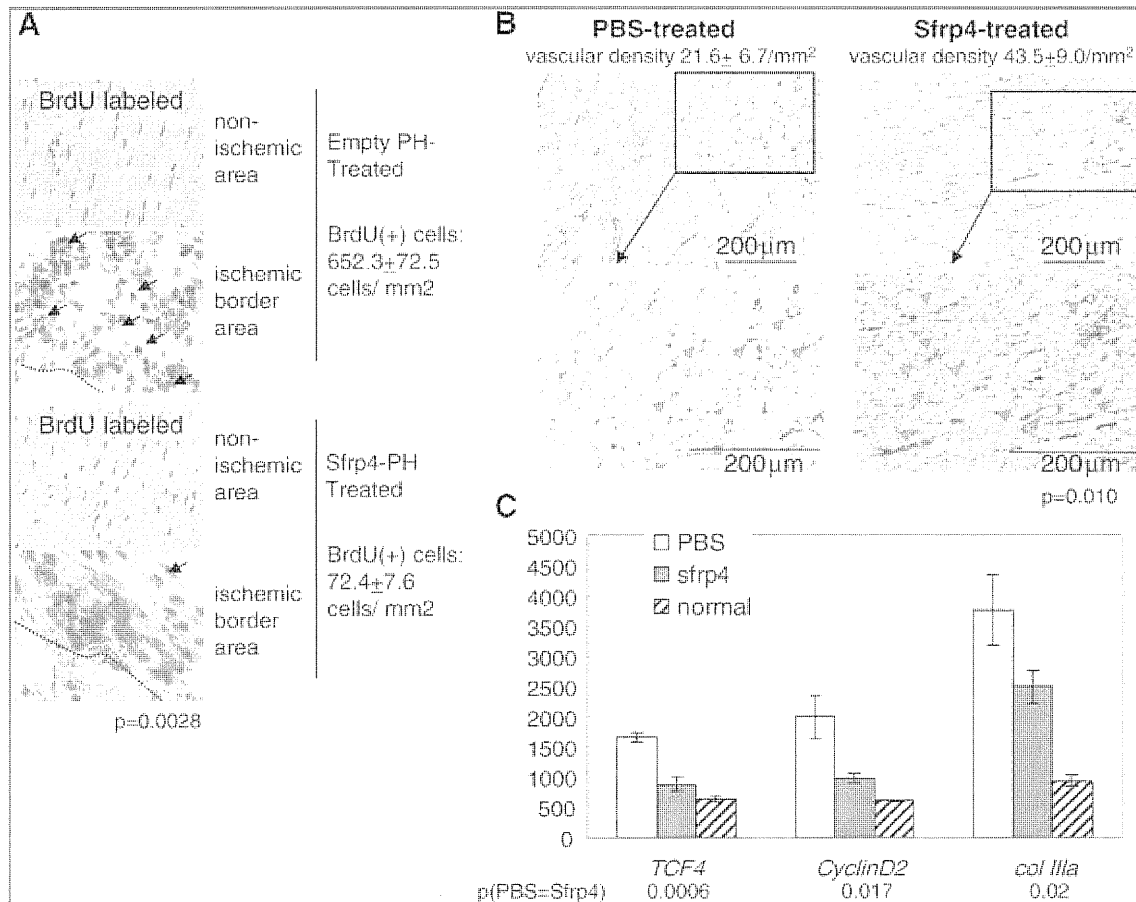 A
BrdU labeled
non-
ischemic
area
Empty PH-
Treated
BrdU(+) cells:
652.3±72.5
cells/ mm2
ischemic
border
area
BrdU labeled
non-
ischemic
area
Sfrp4-PH
Treated
BrdU(+) cells:
72.4±7.6
cells/ mm2
ischemic
border
area
p=0.0028
B
PBS-treated
vascular density 21.6± 6.7/mm²
Sfrp4-treated
vascular density 43.5±9.0/mm²
200µm
200µm
200µm
200µm
p=0.010
C
5000
4500
4000
3500
3000
2500
2000
1500
1000
500
0
PBS
sfrp4
normal
TCF4 CyclinD2 col IIIa
p(PBS=Sfrp4) 0.0006 0.017 0.02